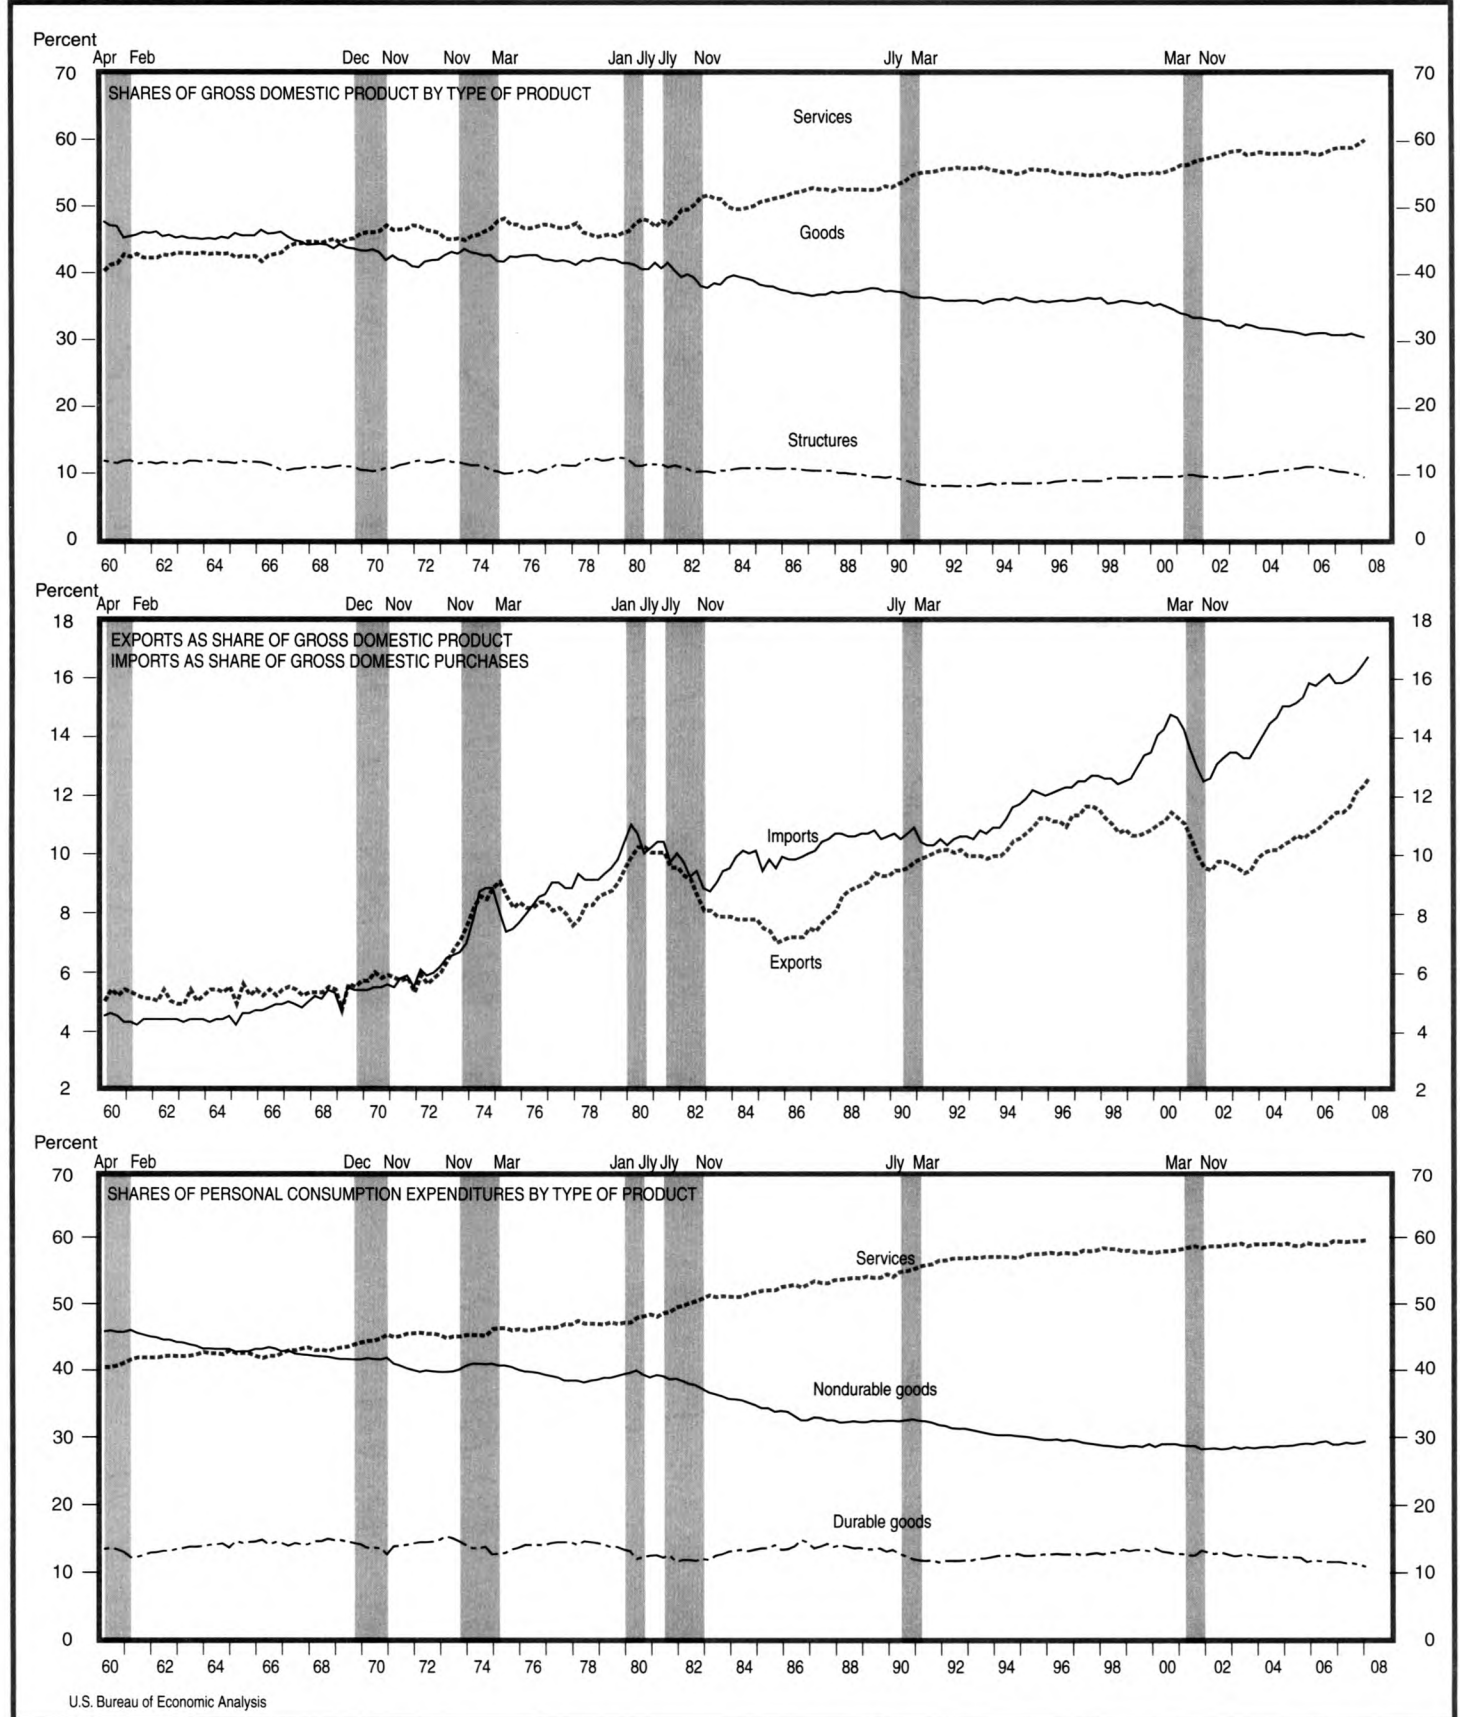 Percent
Apr Feb Dec Nov Nov Mar Jan Jly Jly Nov Jly Mar Mar Nov
70 70
SHARES OF GROSS DOMESTIC PRODUCT BY TYPE OF PRODUCT
Services
60 60
50 50
Goods
40 40
30 30
20 20
Structures
10 10
0 0
60 62 64 66 68 70 72 74 76 78 80 82 84 86 88 90 92 94 96 98 00 02 04 06 08
Percent
Apr Feb Dec Nov Nov Mar Jan Jly Jly Nov Jly Mar Mar Nov
18 18
EXPORTS AS SHARE OF GROSS DOMESTIC PRODUCT
IMPORTS AS SHARE OF GROSS DOMESTIC PURCHASES
16 16
14 14
12 12
Imports
10 10
8 8
Exports
6 6
4 4
2 2
60 62 64 66 68 70 72 74 76 78 80 82 84 86 88 90 92 94 96 98 00 02 04 06 08
Percent
Apr Feb Dec Nov Nov Mar Jan Jly Jly Nov Jly Mar Mar Nov
70 70
SHARES OF PERSONAL CONSUMPTION EXPENDITURES BY TYPE OF PRODUCT
60 60
Services
50 50
40 40
Nondurable goods
30 30
20 20
Durable goods
10 10
0 0
60 62 64 66 68 70 72 74 76 78 80 82 84 86 88 90 92 94 96 98 00 02 04 06 08
U.S. Bureau of Economic Analysis